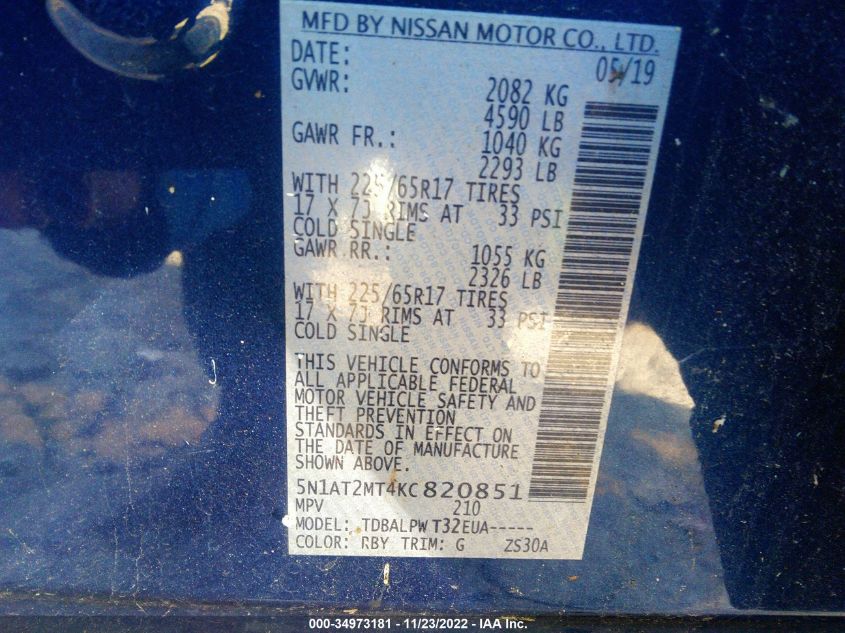 MFD BY NISSAN MOTOR CO., LTD.
DATE: 05/19
GVWR: 2082 KG
4590 LB
GAWR FR.: 1040 KG
2293 LB
WITH 225/65R17 TIRES
17 X 7J RIMS AT 33 PSI
COLD SINGLE
GAWR RR.: 1055 KG
2326 LB
WITH 225/65R17 TIRES
17 X 7J RIMS AT 33 PSI
COLD SINGLE
THIS VEHICLE CONFORMS TO
ALL APPLICABLE FEDERAL
MOTOR VEHICLE SAFETY AND
THEFT PREVENTION
STANDARDS IN EFFECT ON
THE DATE OF MANUFACTURE
SHOWN ABOVE.
5N1AT2MT4KC820851
MPV 210
MODEL: TDBALPW T32EUA-----
COLOR: RBY TRIM: G ZS30A
000-34973181 - 11/23/2022 - IAA Inc.